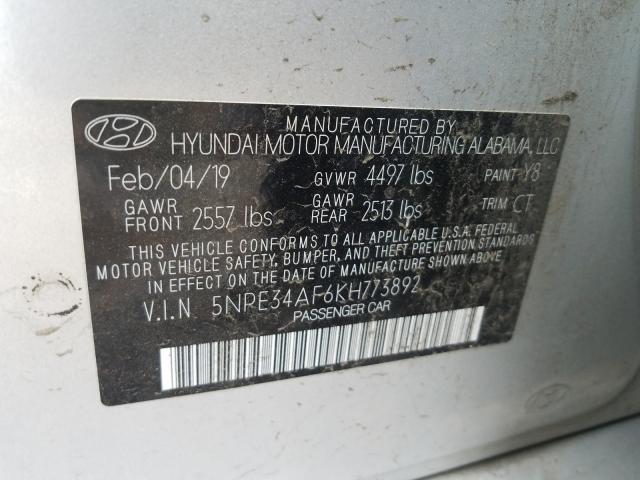 MANUFACTURED BY
HYUNDAI MOTOR MANUFACTURING ALABAMA, LLC
Feb/04/19 GVWR 4497 lbs PAINT Y8
GAWR FRONT 2557 lbs GAWR REAR 2513 lbs TRIM CT
THIS VEHICLE CONFORMS TO ALL APPLICABLE U.S.A. FEDERAL
MOTOR VEHICLE SAFETY, BUMPER, AND THEFT PREVENTION STANDARDS
IN EFFECT ON THE DATE OF MANUFACTURE SHOWN ABOVE.
V.I.N 5NPE34AF6KH773892
PASSENGER CAR